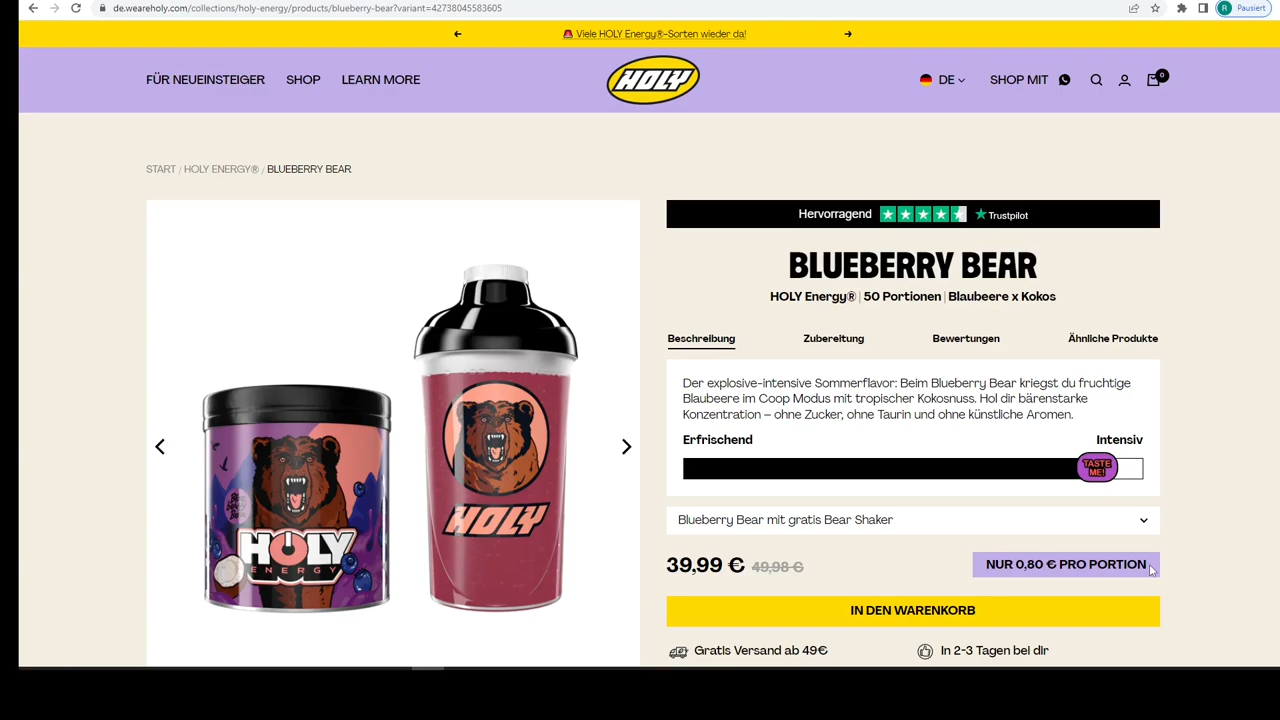 de.weareholy.com/collections/holy-energy/products/blueberry-bear?variant=42738045583605
R Pausiert
🚨 Viele HOLY Energy®-Sorten wieder da!
FÜR NEUEINSTEIGER SHOP LEARN MORE HOLY DE SHOP MIT 0
START / HOLY ENERGY® / BLUEBERRY BEAR
Hervorragend Trustpilot
BLUEBERRY BEAR
HOLY Energy® | 50 Portionen | Blaubeere x Kokos
Beschreibung Zubereitung Bewertungen Ähnliche Produkte
Der explosive-intensive Sommerflavor: Beim Blueberry Bear kriegst du fruchtige
Blaubeere im Coop Modus mit tropischer Kokosnuss. Hol dir bärenstarke
Konzentration – ohne Zucker, ohne Taurin und ohne künstliche Aromen.
Erfrischend Intensiv
TASTE
ME!
Blueberry Bear mit gratis Bear Shaker
39,99 € 49,98 € NUR 0,80 € PRO PORTION
IN DEN WARENKORB
Gratis Versand ab 49€ In 2-3 Tagen bei dir
HOLY
ENERGY
HOLY